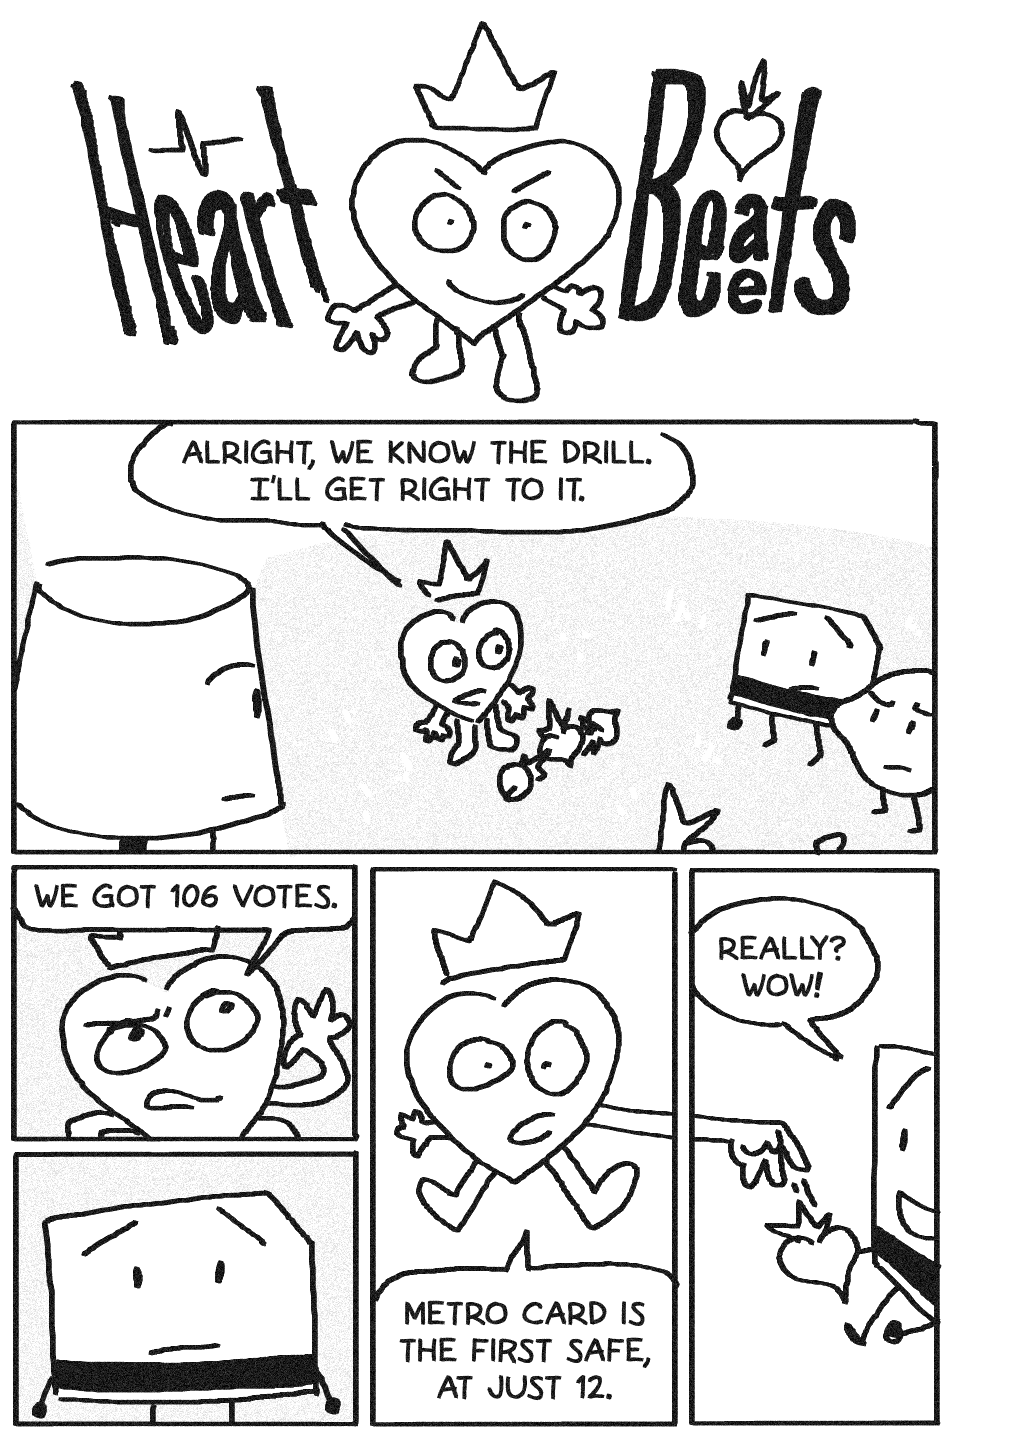 Heart Beats
e
ALRIGHT, WE KNOW THE DRILL.
I'LL GET RIGHT TO IT.
WE GOT 106 VOTES.
METRO CARD IS
THE FIRST SAFE,
AT JUST 12.
REALLY?
WOW!